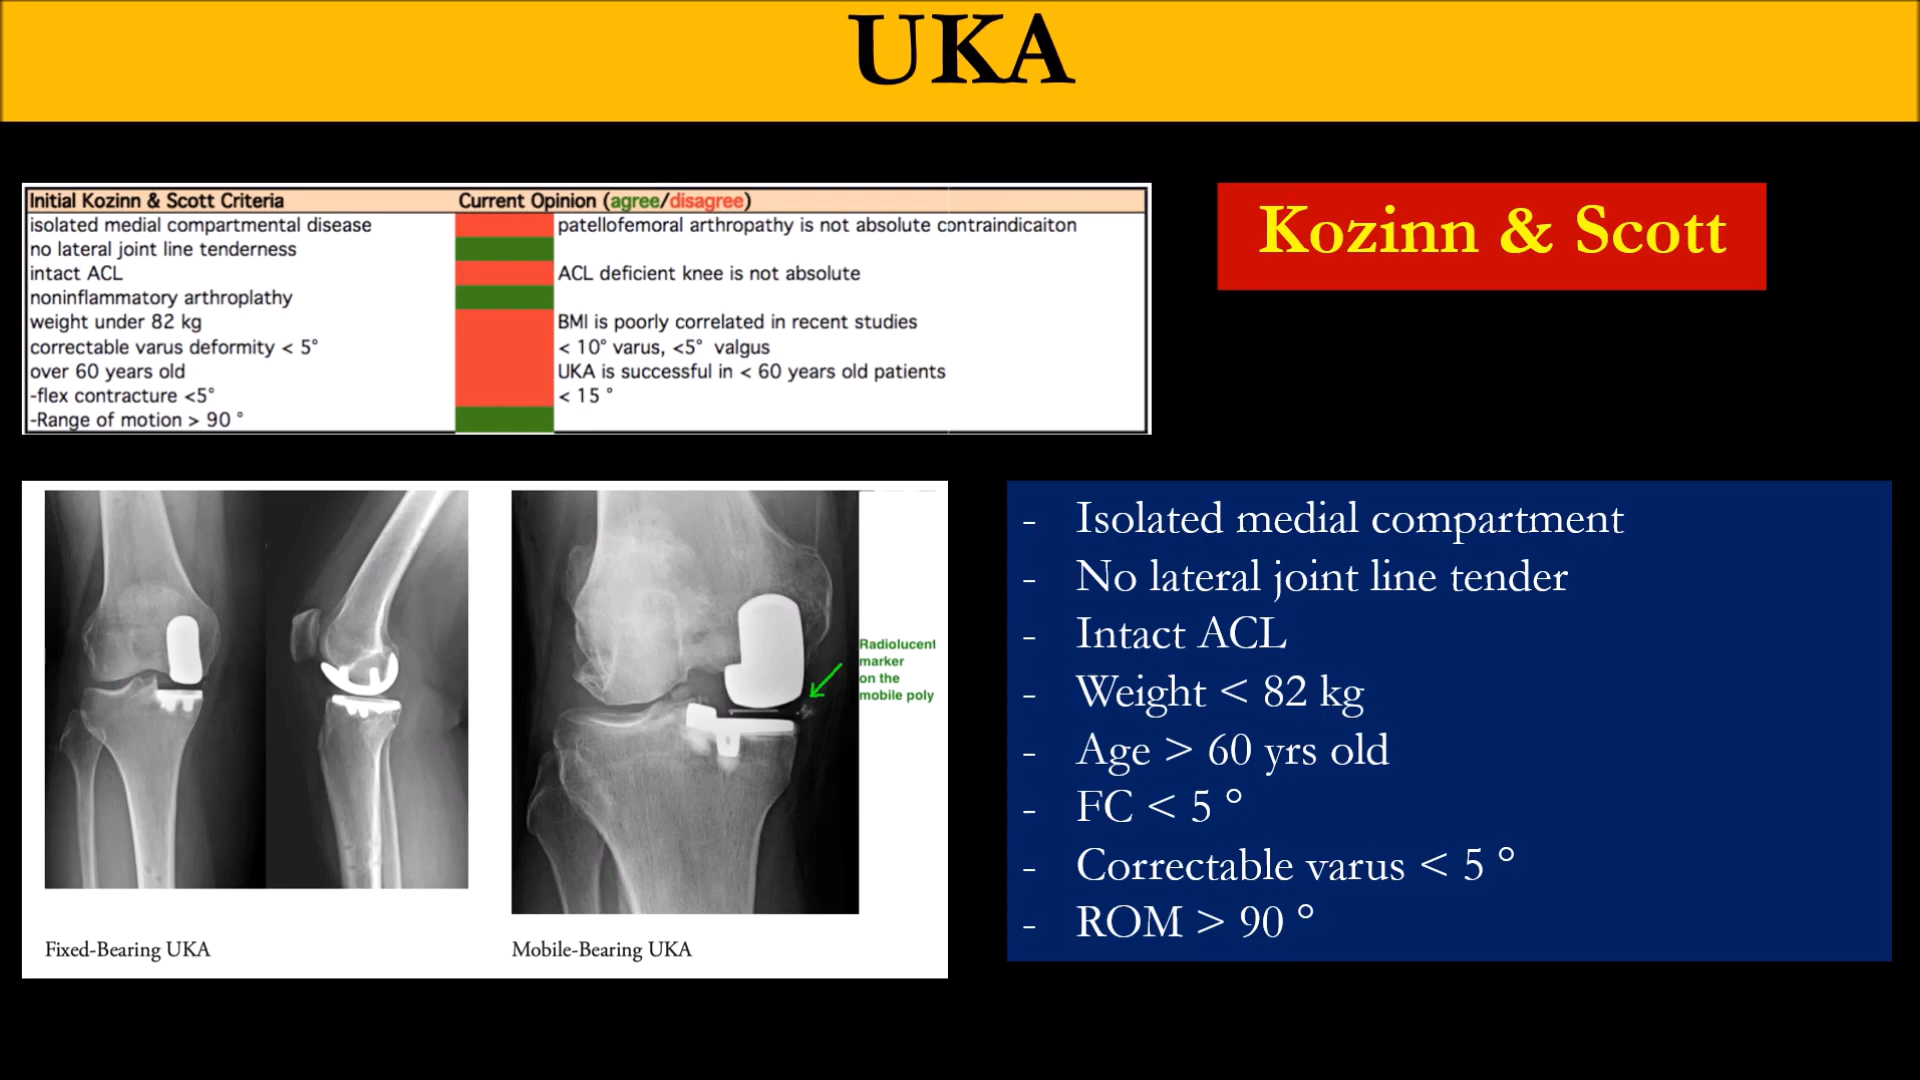 UKA
Initial Kozinn & Scott Criteria Current Opinion (agree/disagree)
isolated medial compartmental disease patellofemoral arthropathy is not absolute contraindicaiton
no lateral joint line tenderness
intact ACL ACL deficient knee is not absolute
noninflammatory arthroplathy
weight under 82 kg BMI is poorly correlated in recent studies
correctable varus deformity < 5° < 10° varus, <5° valgus
over 60 years old UKA is successful in < 60 years old patients
-flex contracture <5° < 15 °
-Range of motion > 90 °
Kozinn & Scott
Radiolucent
marker
on the
mobile poly
Fixed-Bearing UKA
Mobile-Bearing UKA
- Isolated medial compartment
- No lateral joint line tender
- Intact ACL
- Weight < 82 kg
- Age > 60 yrs old
- FC < 5 °
- Correctable varus < 5 °
- ROM > 90 °